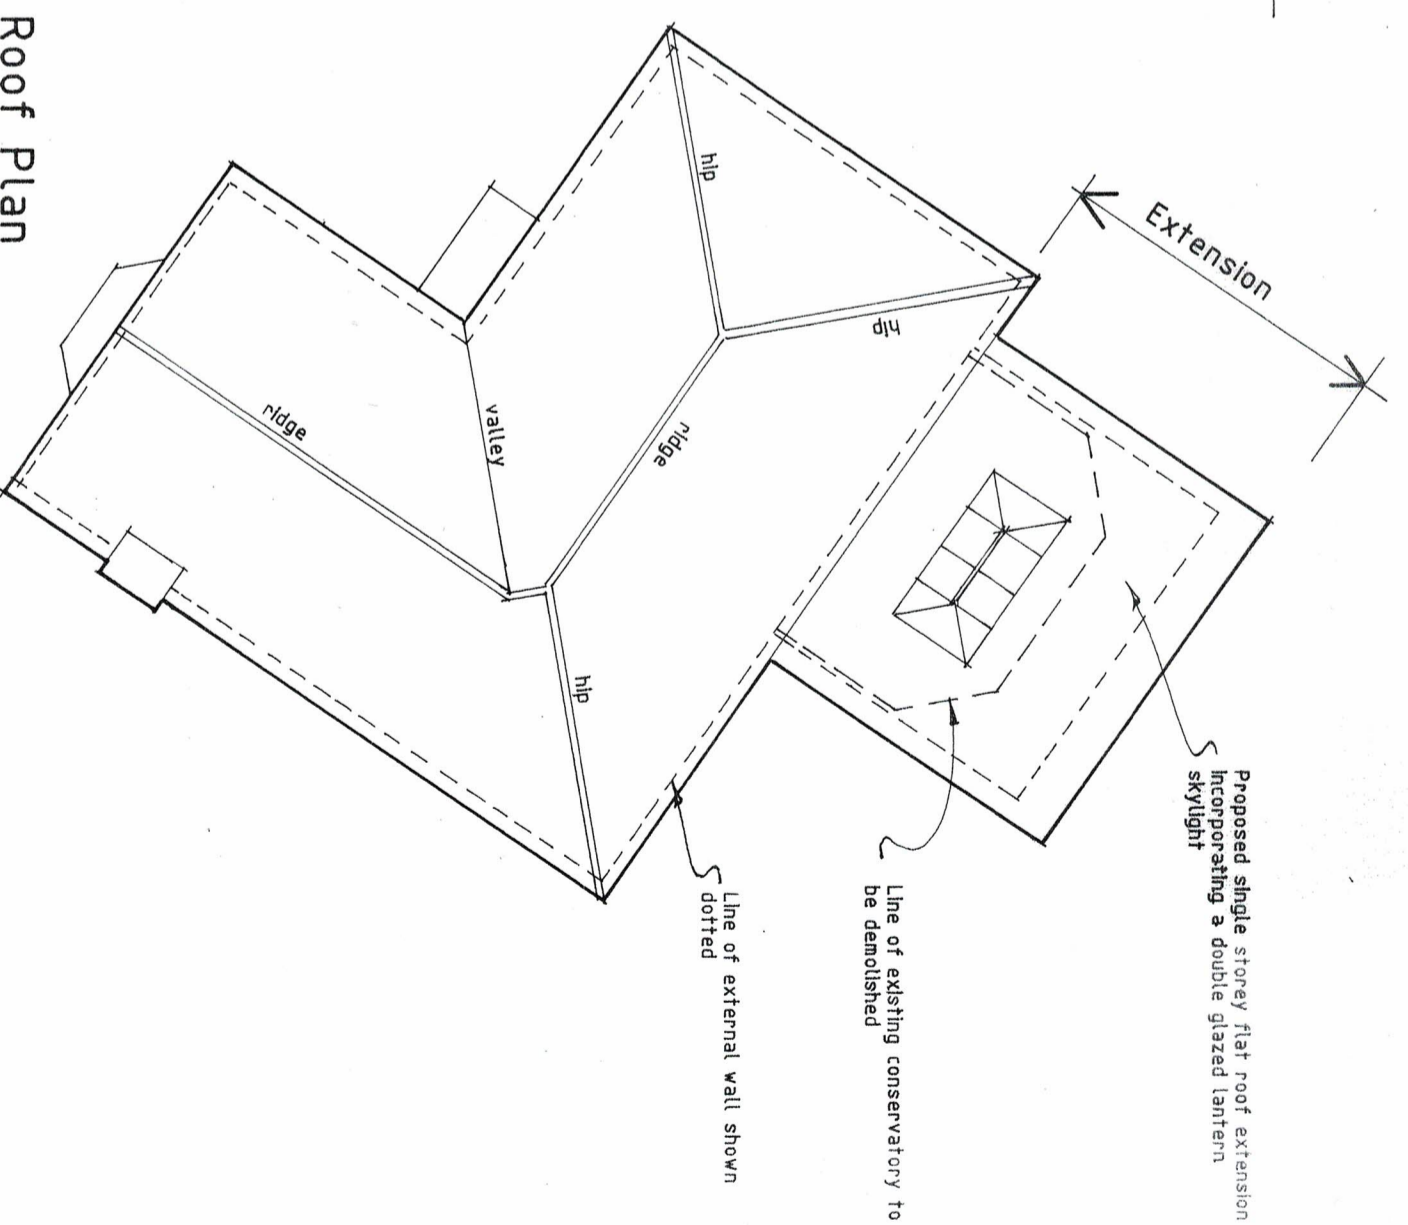 Roof Plan
Extension
hip
hip
ridge
valley
ridge
hip
Proposed single storey flat roof extension
incorporating a double glazed lantern
skylight
Line of existing conservatory to
be demolished
Line of external wall shown
dotted